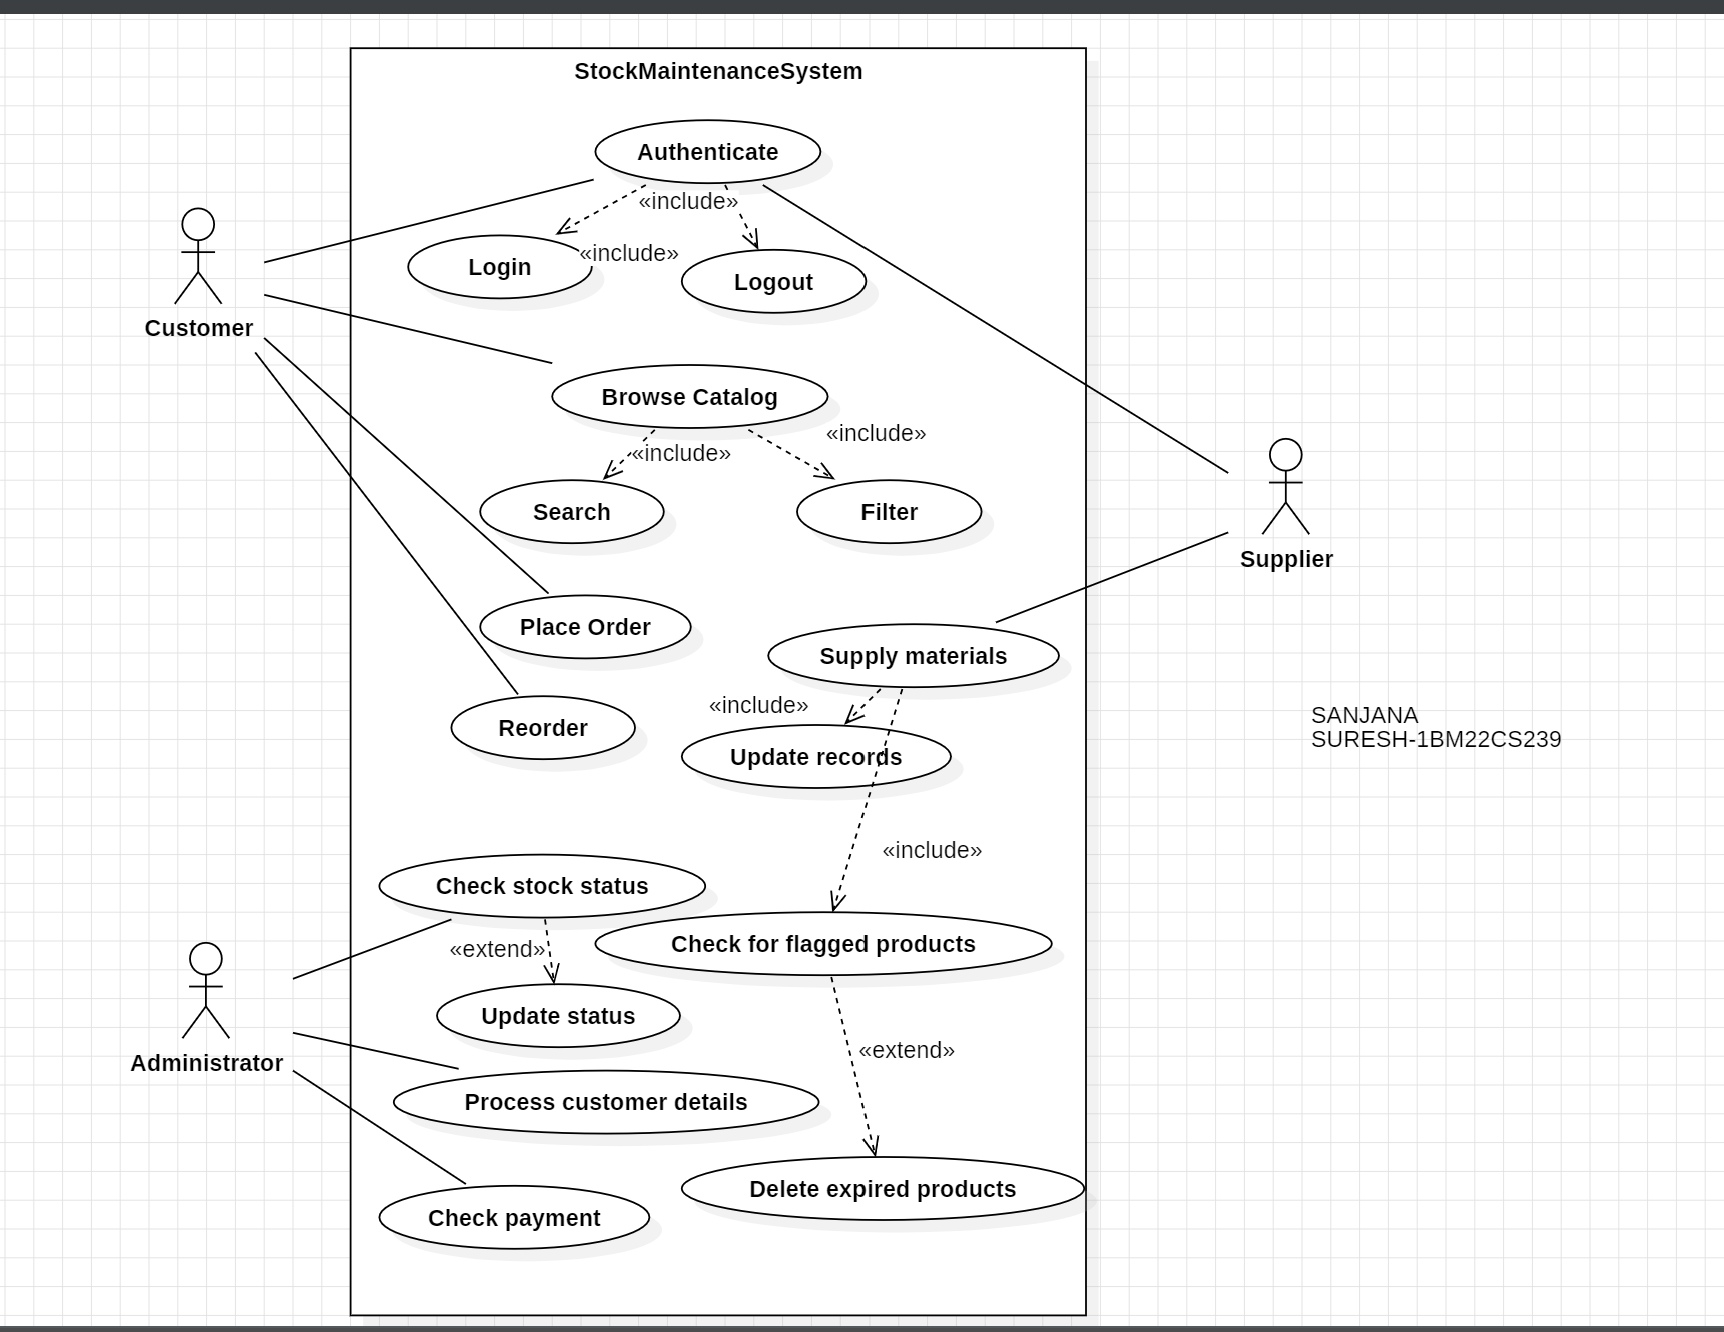 StockMaintenanceSystem
Authenticate
«include»
«include»
Login
Logout
Customer
Browse Catalog
«include»
«include»
Search
Filter
Supplier
Place Order
Supply materials
«include»
SANJANA
SURESH-1BM22CS239
Reorder
Update records
«include»
Check stock status
«extend»
Check for flagged products
Update status
«extend»
Administrator
Process customer details
Delete expired products
Check payment